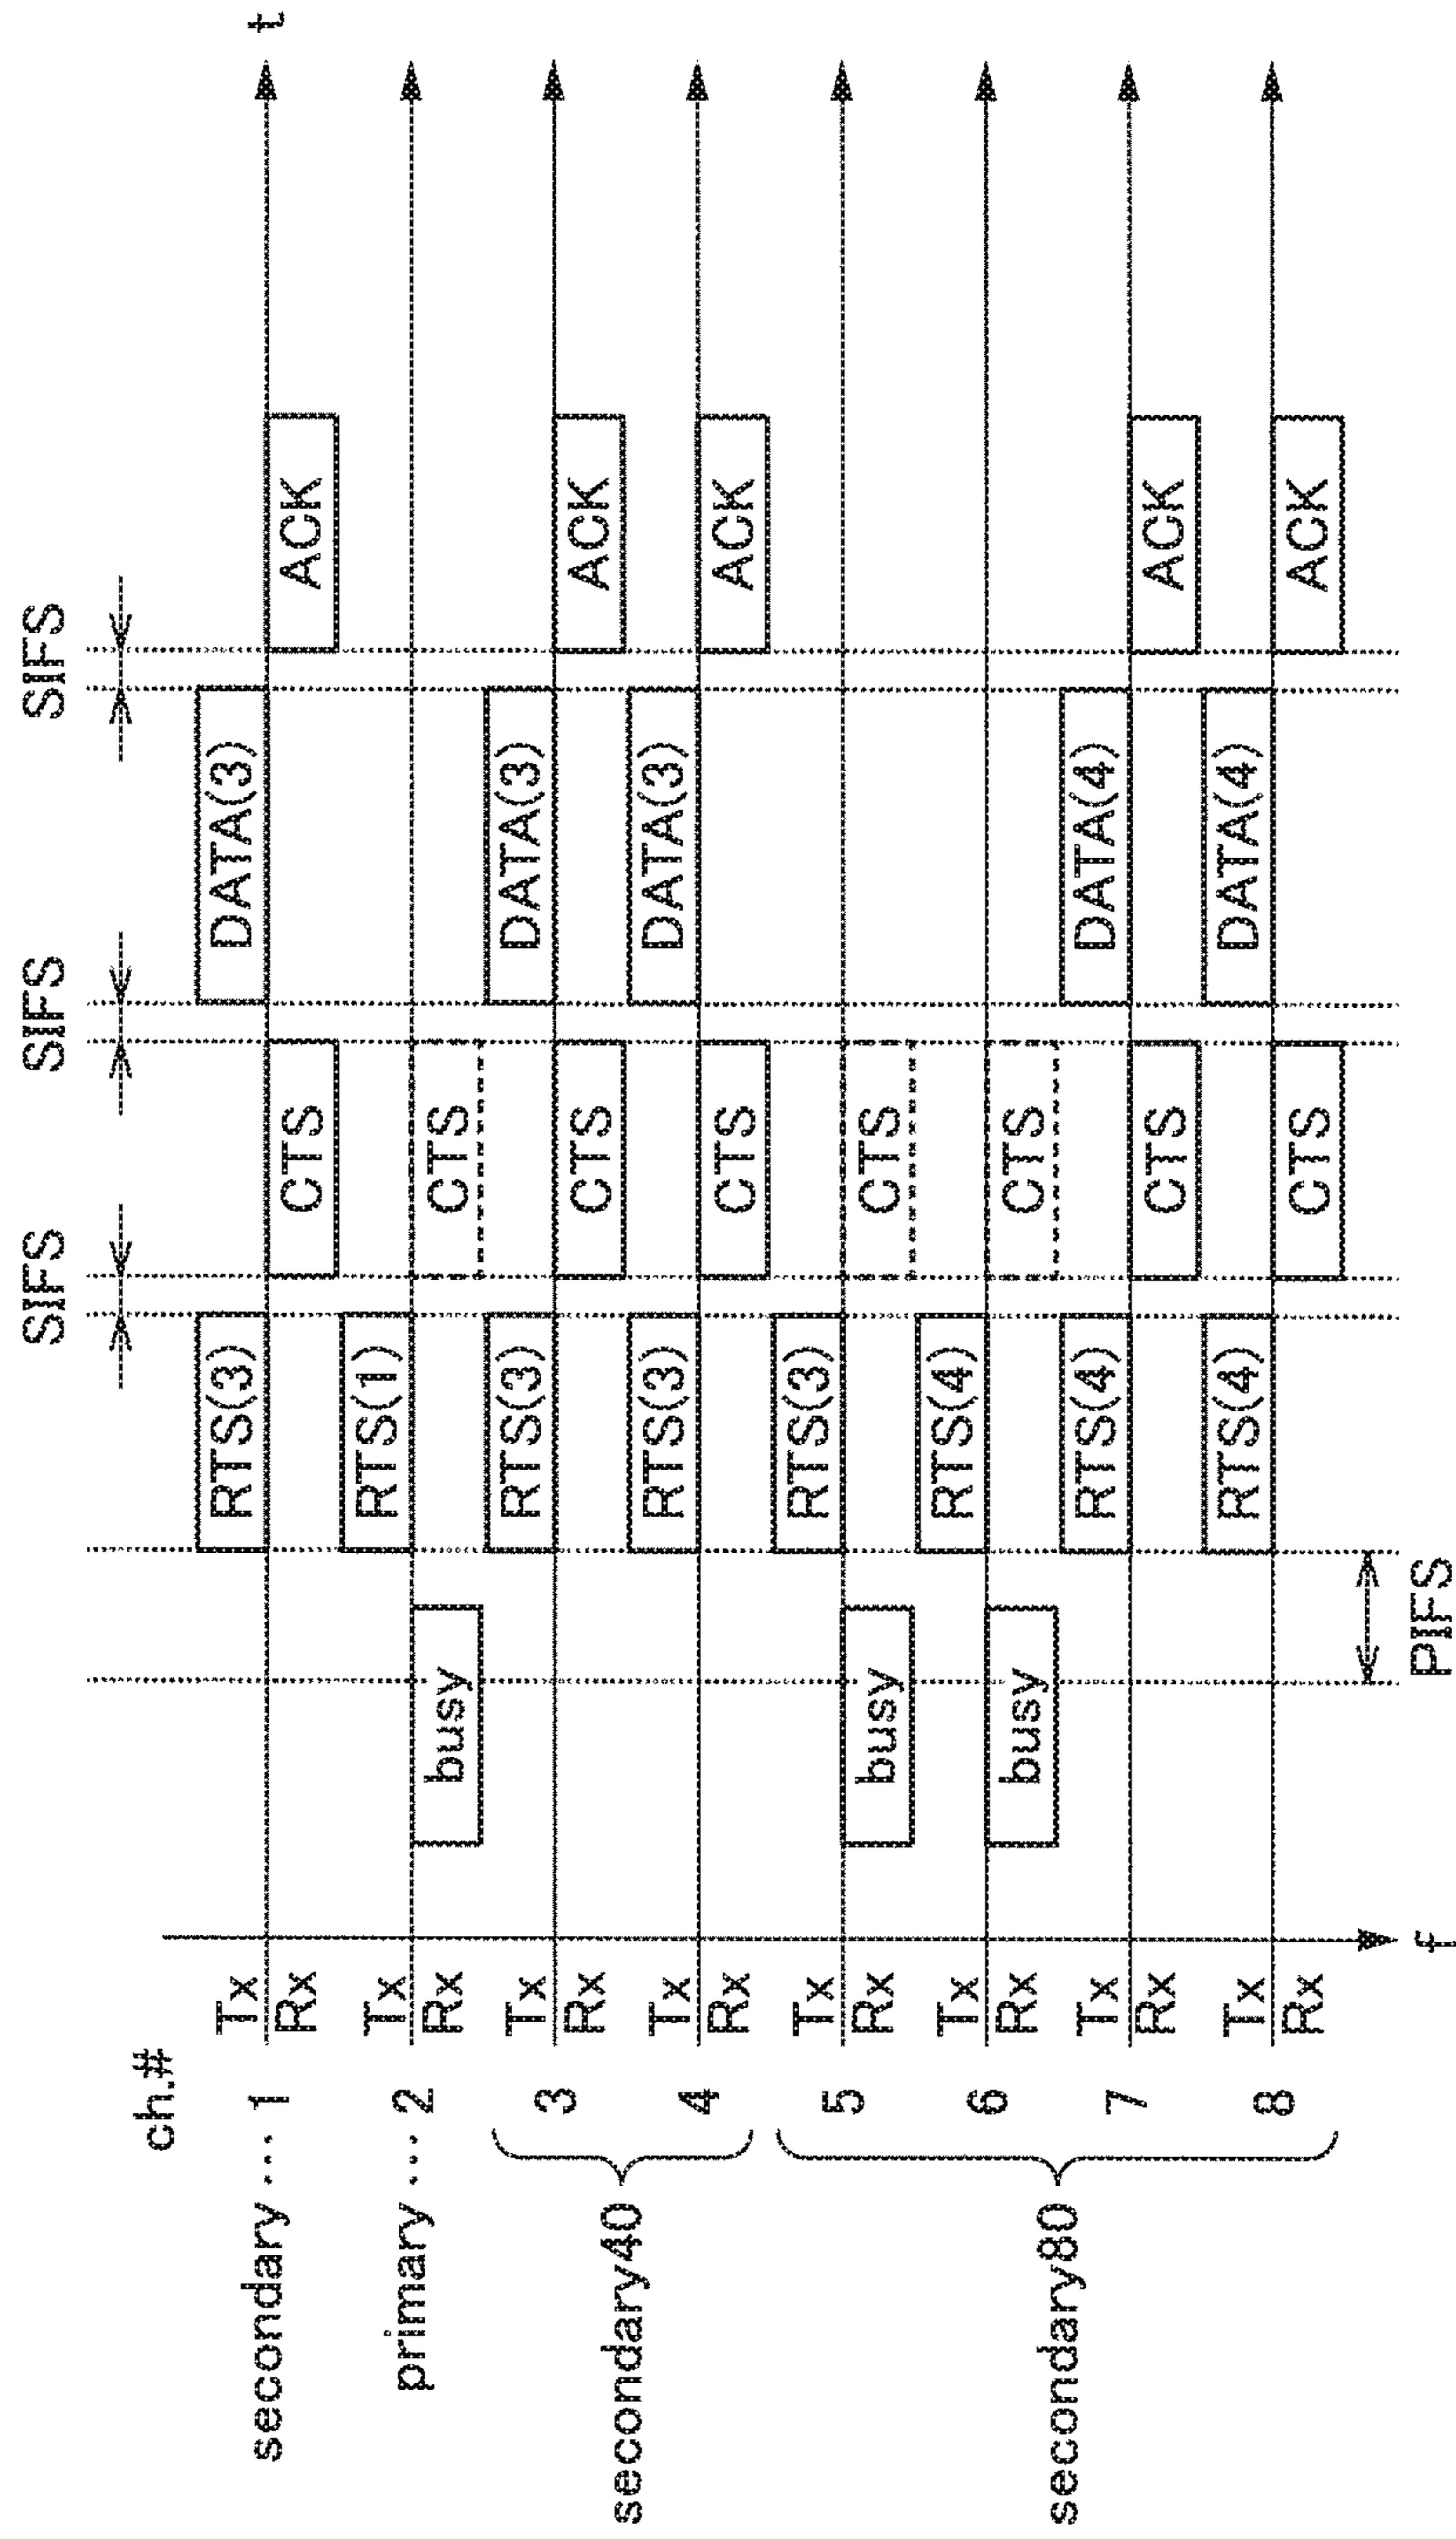 SIFS SIFS SIFS
ch.#
t
secondary ... 1 Tx RTS(3) DATA(3)
Rx CTS ACK
primary ... 2 Tx RTS(1)
Rx busy CTS
secondary40
3 Tx RTS(3) DATA(3)
Rx CTS ACK
4 Tx RTS(3) DATA(3)
Rx CTS ACK
secondary80
5 Tx RTS(3)
Rx busy CTS
6 Tx RTS(4)
Rx busy CTS
7 Tx RTS(4) DATA(4)
Rx CTS ACK
8 Tx RTS(4) DATA(4)
Rx CTS ACK
f PIFS